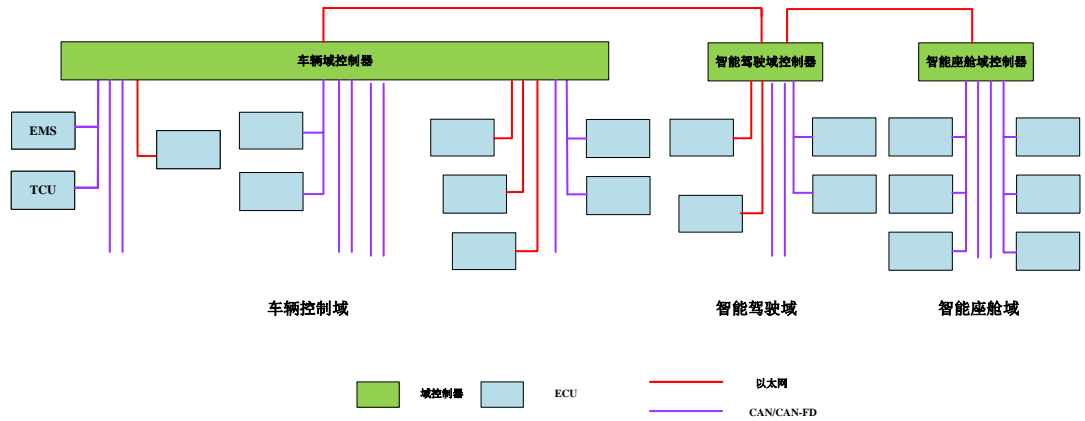 车辆域控制器
智能驾驶域控制器
智能座舱域控制器
EMS
TCU
车辆控制域
智能驾驶域
智能座舱域
域控制器
ECU
以太网
CAN/CAN-FD